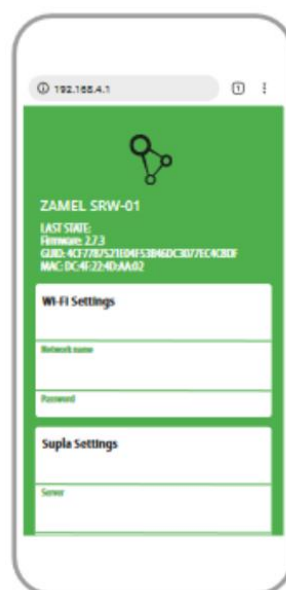 192.168.4.1
1
ZAMEL SRW-01
LAST STATE:
Firmware: 2.7.3
MAC: DC:4F:22:4D:AA:02
Wi-Fi Settings
Network name
Password
Supla Settings
Server